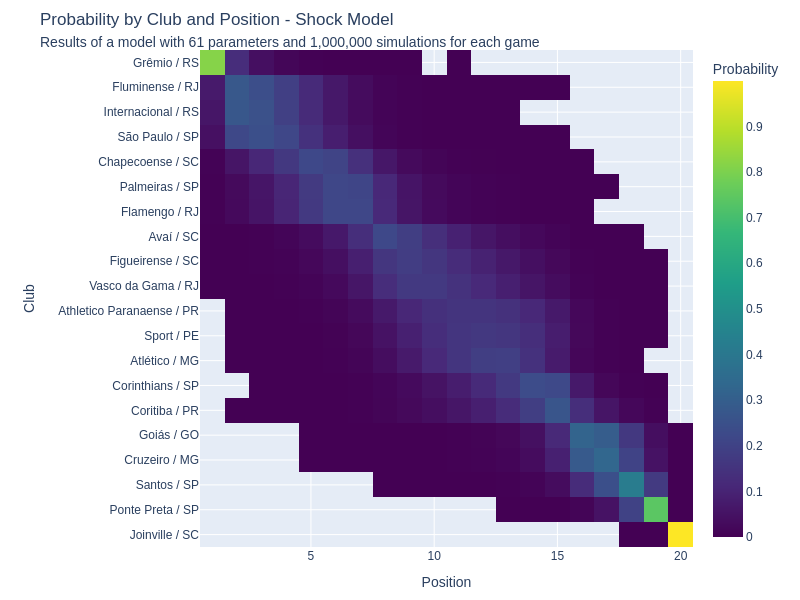 Probability by Club and Position - Shock Model
Results of a model with 61 parameters and 1,000,000 simulations for each game
Probability
Grêmio / RS
Fluminense / RJ
Internacional / RS
São Paulo / SP
Chapecoense / SC
Palmeiras / SP
Flamengo / RJ
Avaí / SC
Figueirense / SC
Vasco da Gama / RJ
Athletico Paranaense / PR
Sport / PE
Atlético / MG
Corinthians / SP
Coritiba / PR
Goiás / GO
Cruzeiro / MG
Santos / SP
Ponte Preta / SP
Joinville / SC
Club
5
10
15
20
Position
0.9
0.8
0.7
0.6
0.5
0.4
0.3
0.2
0.1
0